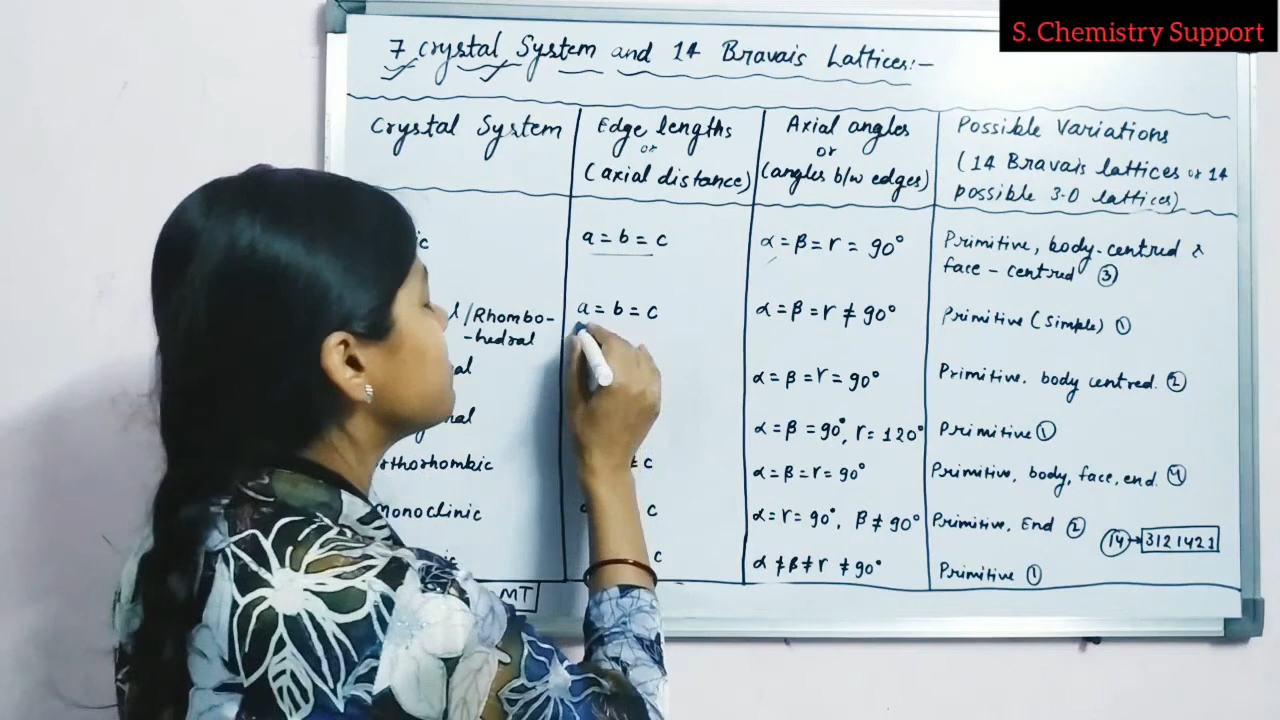 S. Chemistry Support
7 Crystal System and 14 Bravais Lattices:-
Crystal System
Edge lengths
or
(axial distance)
Axial angles
or
(angles b/w edges)
Possible Variations
(14 Bravais lattices or 14
possible 3-D lattices)
a = b = c
α = β = r = 90°
Primitive, body-centred &
face-centred ③
/Rhombo-
-hedral
a = b = c
α = β = r ≠ 90°
Primitive (Simple) ①
α = β = r = 90°
Primitive, body centred. ②
α = β = 90°, r = 120°
Primitive ①
orthorhombic
≠ c
α = β = r = 90°
Primitive, body, face, end. ④
Monoclinic
c
α = r = 90°, β ≠ 90°
Primitive, End ②
14 → 3121421
c
α ≠ β ≠ r ≠ 90°
Primitive ①
MT